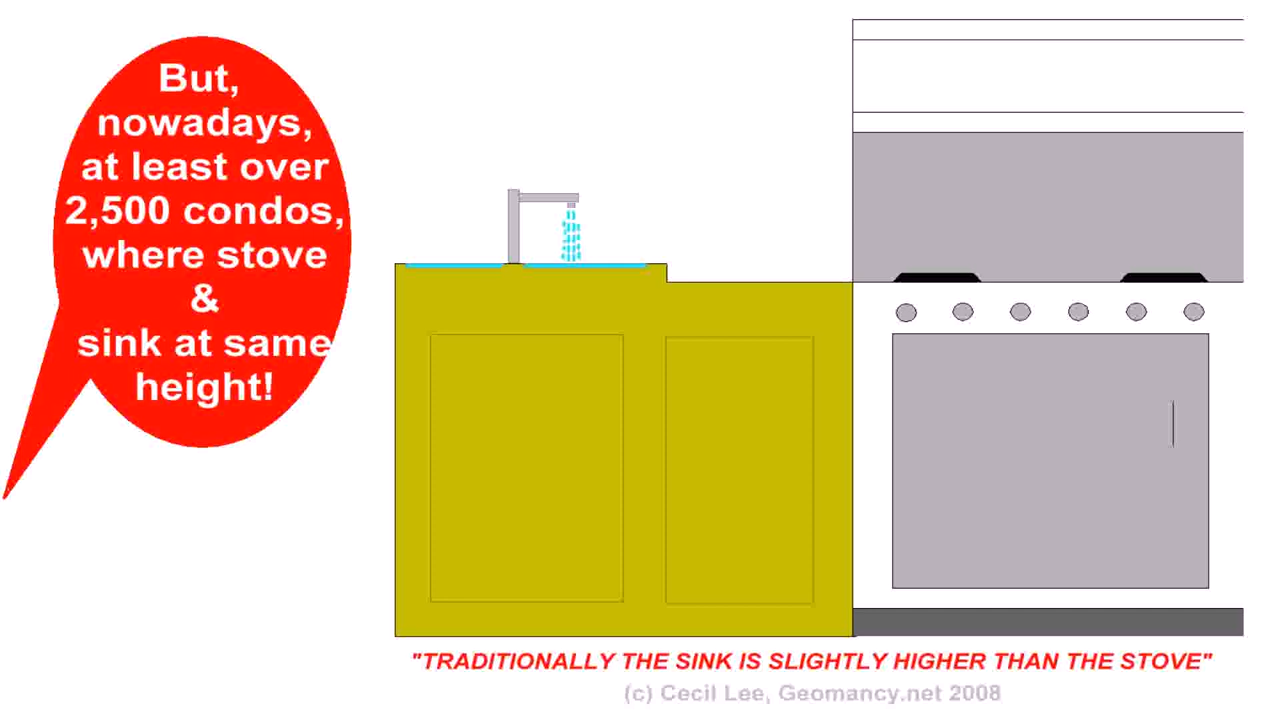 But,
nowadays,
at least over
2,500 condos,
where stove
&
sink at same
height!
"TRADITIONALLY THE SINK IS SLIGHTLY HIGHER THAN THE STOVE"
(c) Cecil Lee, Geomancy.net 2008